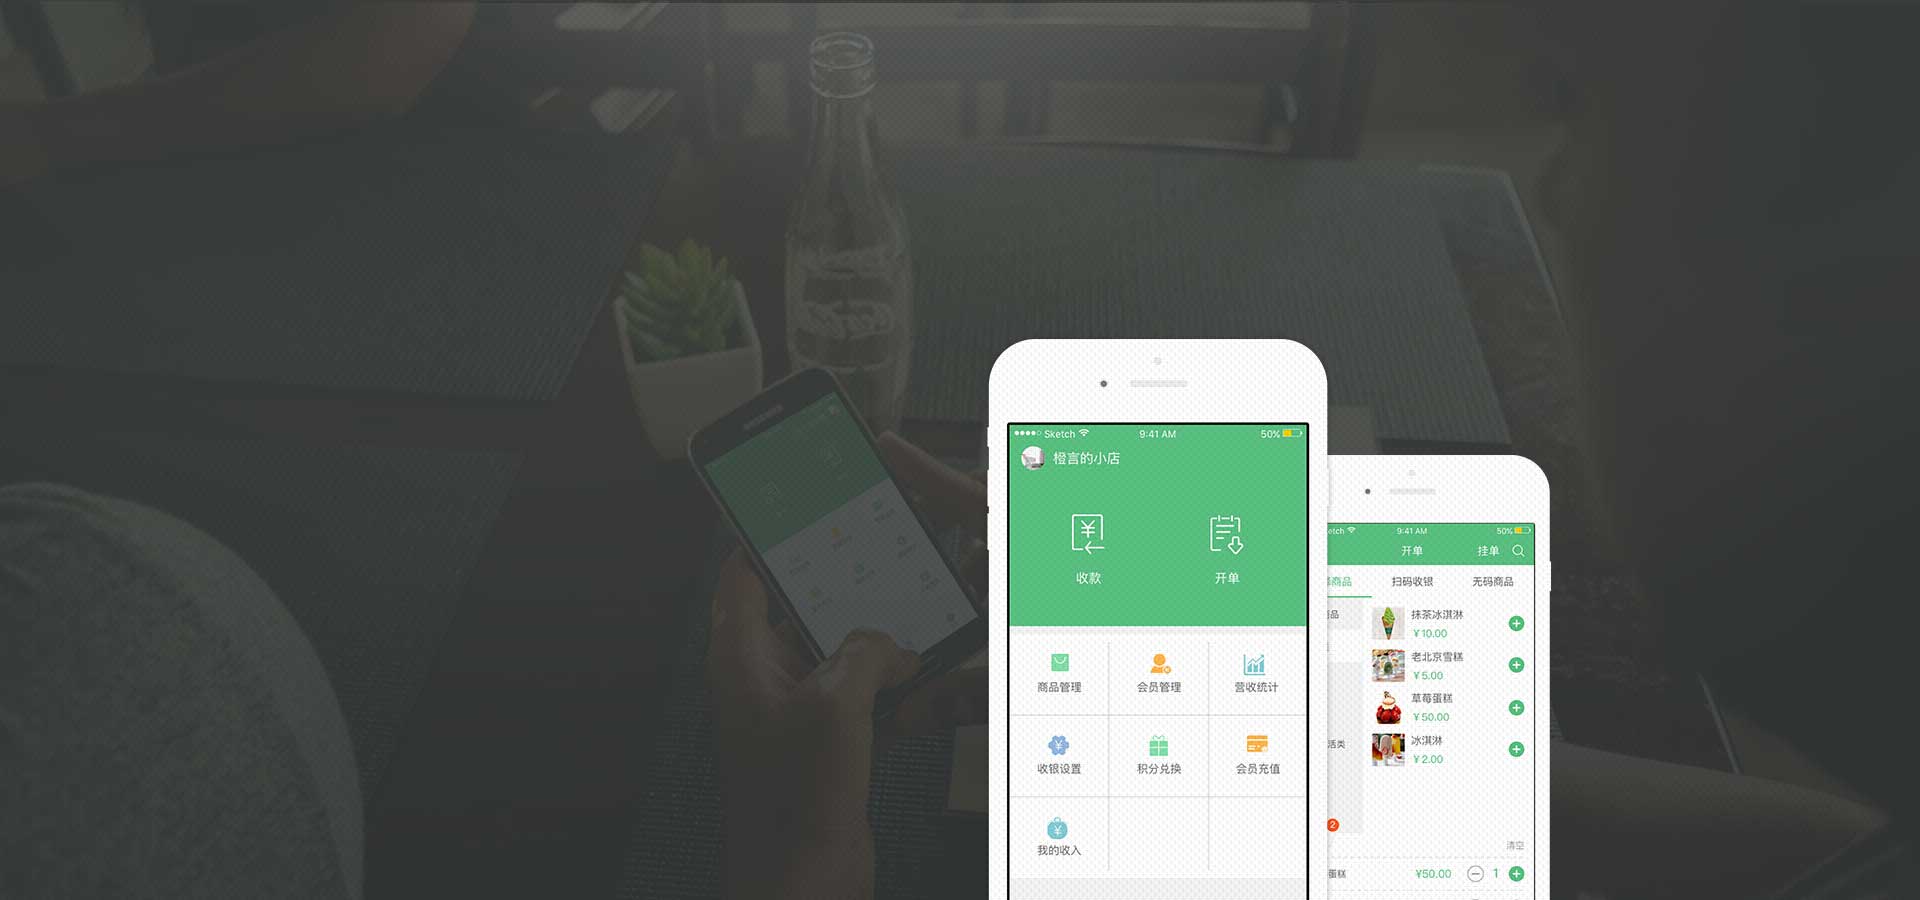 Sketch 9:41 AM 50%
橙言的小店
收款 开单
商品管理 会员管理 营收统计
收银设置 积分兑换 会员充值
我的收入
etch 9:41 AM 50%
开单 挂单
商品 扫码收银 无码商品
品
抹茶冰淇淋
¥10.00
老北京雪糕
¥5.00
草莓蛋糕
¥50.00
活类
冰淇淋
¥2.00
2
清空
蛋糕 ¥50.00 1